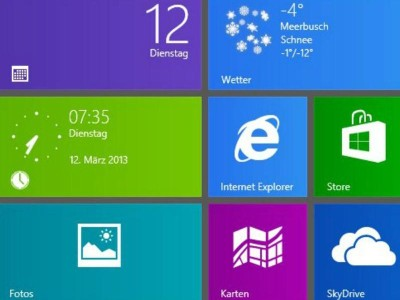 12
Dienstag
-4°
Meerbusch
Schnee
-1°/-12°
Wetter
07:35
Dienstag
12. März 2013
Internet Explorer
Store
Fotos
Karten
SkyDrive